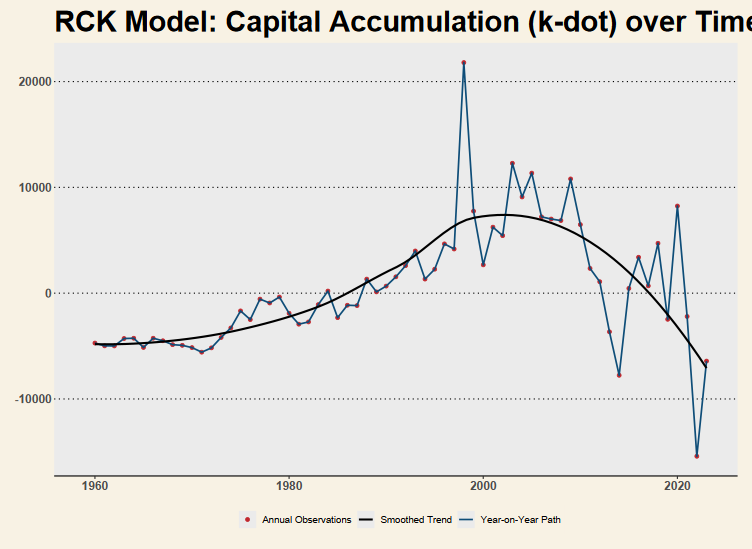 RCK Model: Capital Accumulation (k-dot) over Time
20000
10000
0
-10000
1960
1980
2000
2020
Annual Observations
Smoothed Trend
Year-on-Year Path